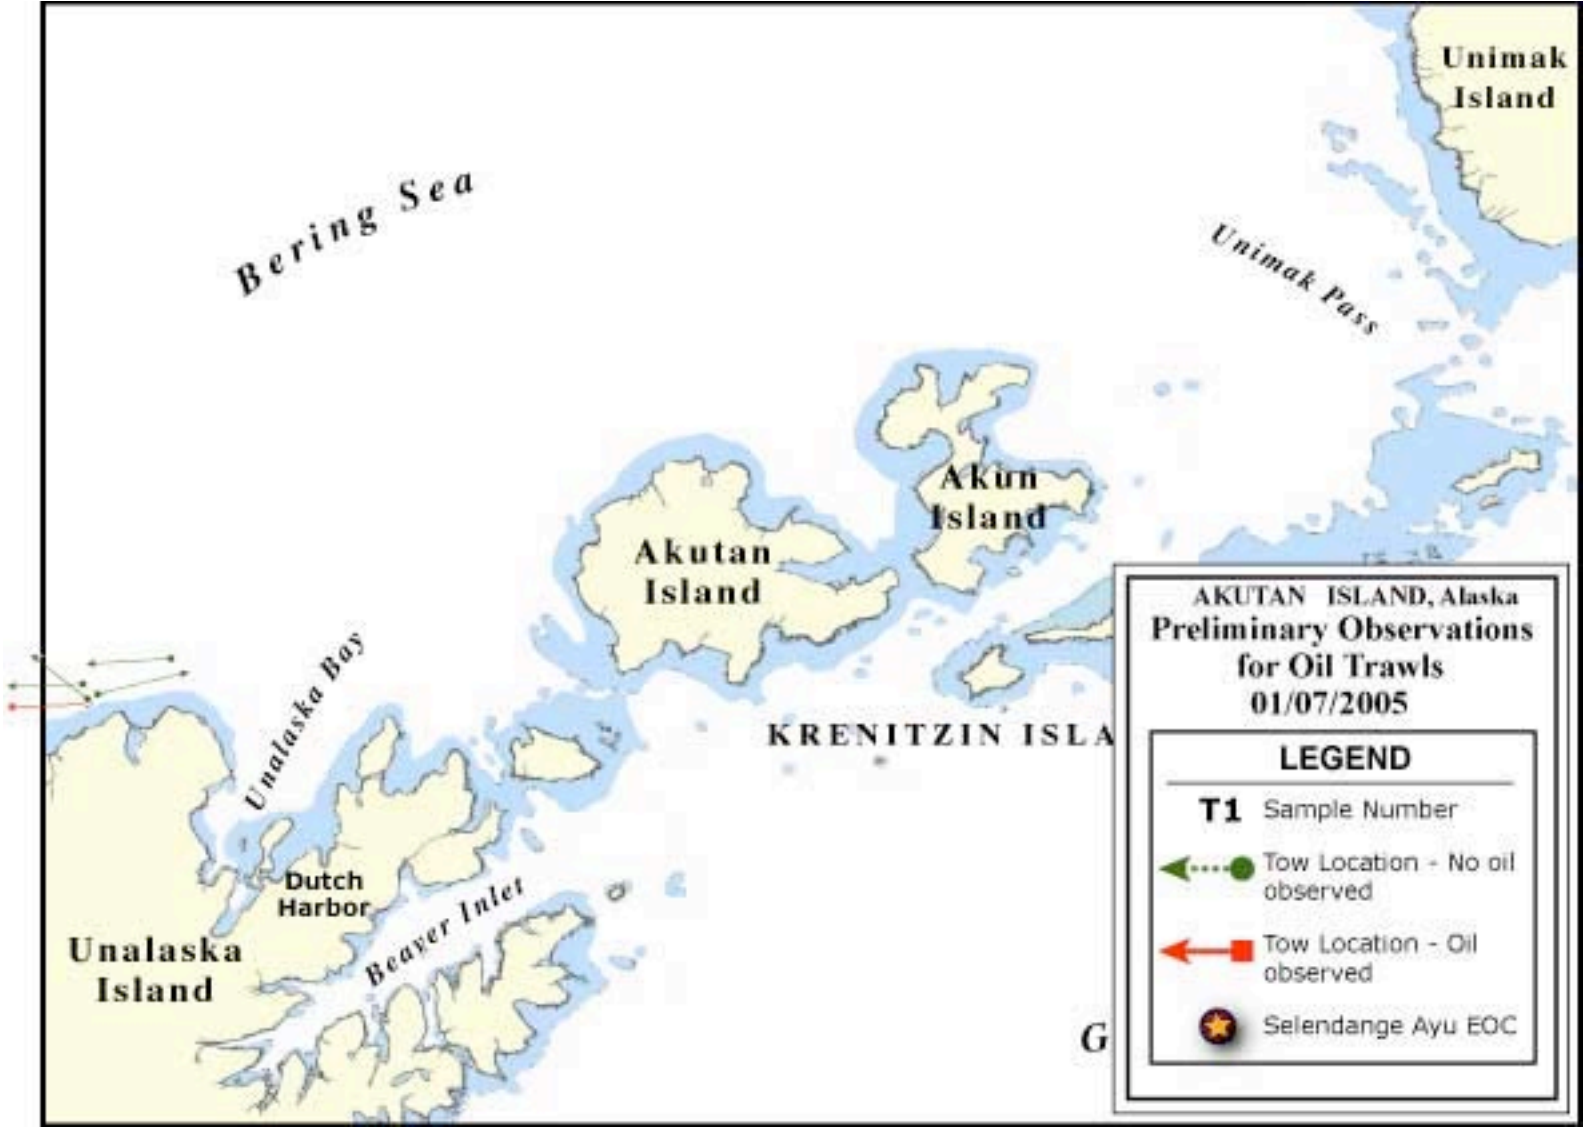 Unimak
Island
Bering Sea
Unimak Pass
Akun
Island
Akutan
Island
Unalaska Bay
KRENITZIN ISLA
Dutch
Harbor
Beaver Inlet
Unalaska
Island
G
AKUTAN ISLAND, Alaska
Preliminary Observations
for Oil Trawls
01/07/2005
LEGEND
T1 Sample Number
Tow Location - No oil
observed
Tow Location - Oil
observed
Selendange Ayu EOC